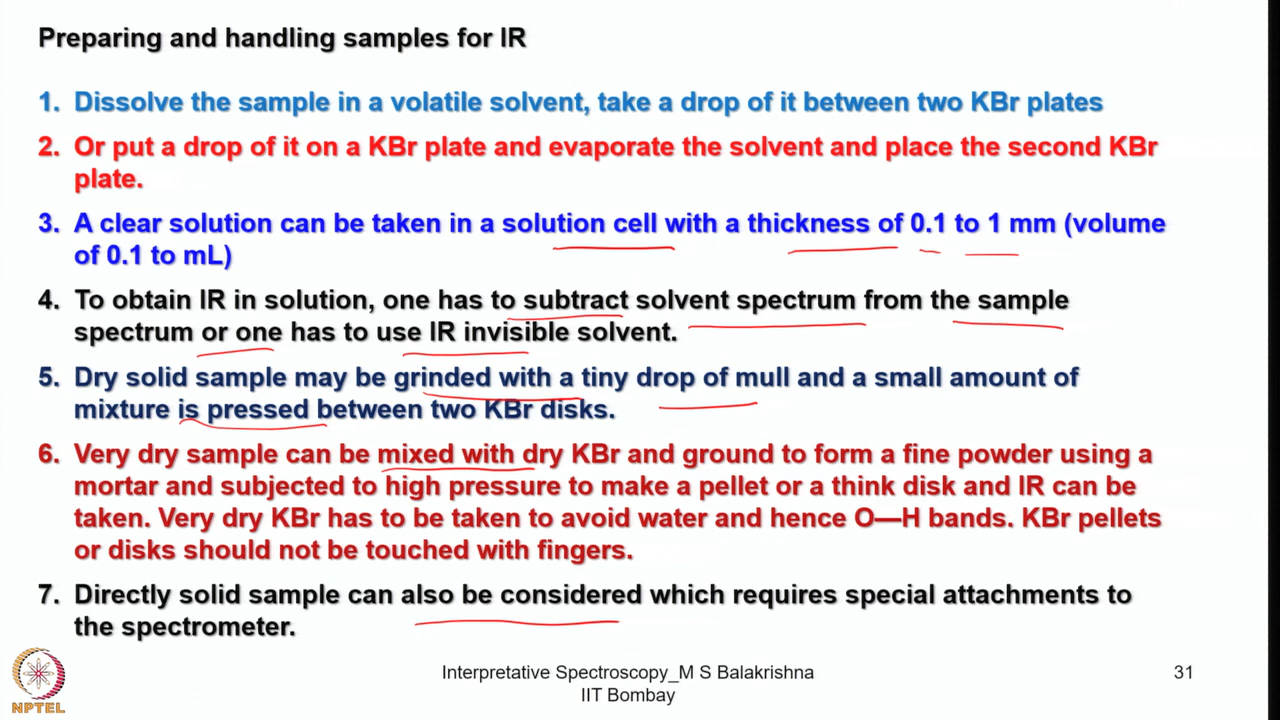 Preparing and handling samples for IR
1. Dissolve the sample in a volatile solvent, take a drop of it between two KBr plates
2. Or put a drop of it on a KBr plate and evaporate the solvent and place the second KBr
plate.
3. A clear solution can be taken in a solution cell with a thickness of 0.1 to 1 mm (volume
of 0.1 to mL)
4. To obtain IR in solution, one has to subtract solvent spectrum from the sample
spectrum or one has to use IR invisible solvent.
5. Dry solid sample may be grinded with a tiny drop of mull and a small amount of
mixture is pressed between two KBr disks.
6. Very dry sample can be mixed with dry KBr and ground to form a fine powder using a
mortar and subjected to high pressure to make a pellet or a think disk and IR can be
taken. Very dry KBr has to be taken to avoid water and hence O—H bands. KBr pellets
or disks should not be touched with fingers.
7. Directly solid sample can also be considered which requires special attachments to
the spectrometer.
Interpretative Spectroscopy_M S Balakrishna
IIT Bombay
31
NPTEL